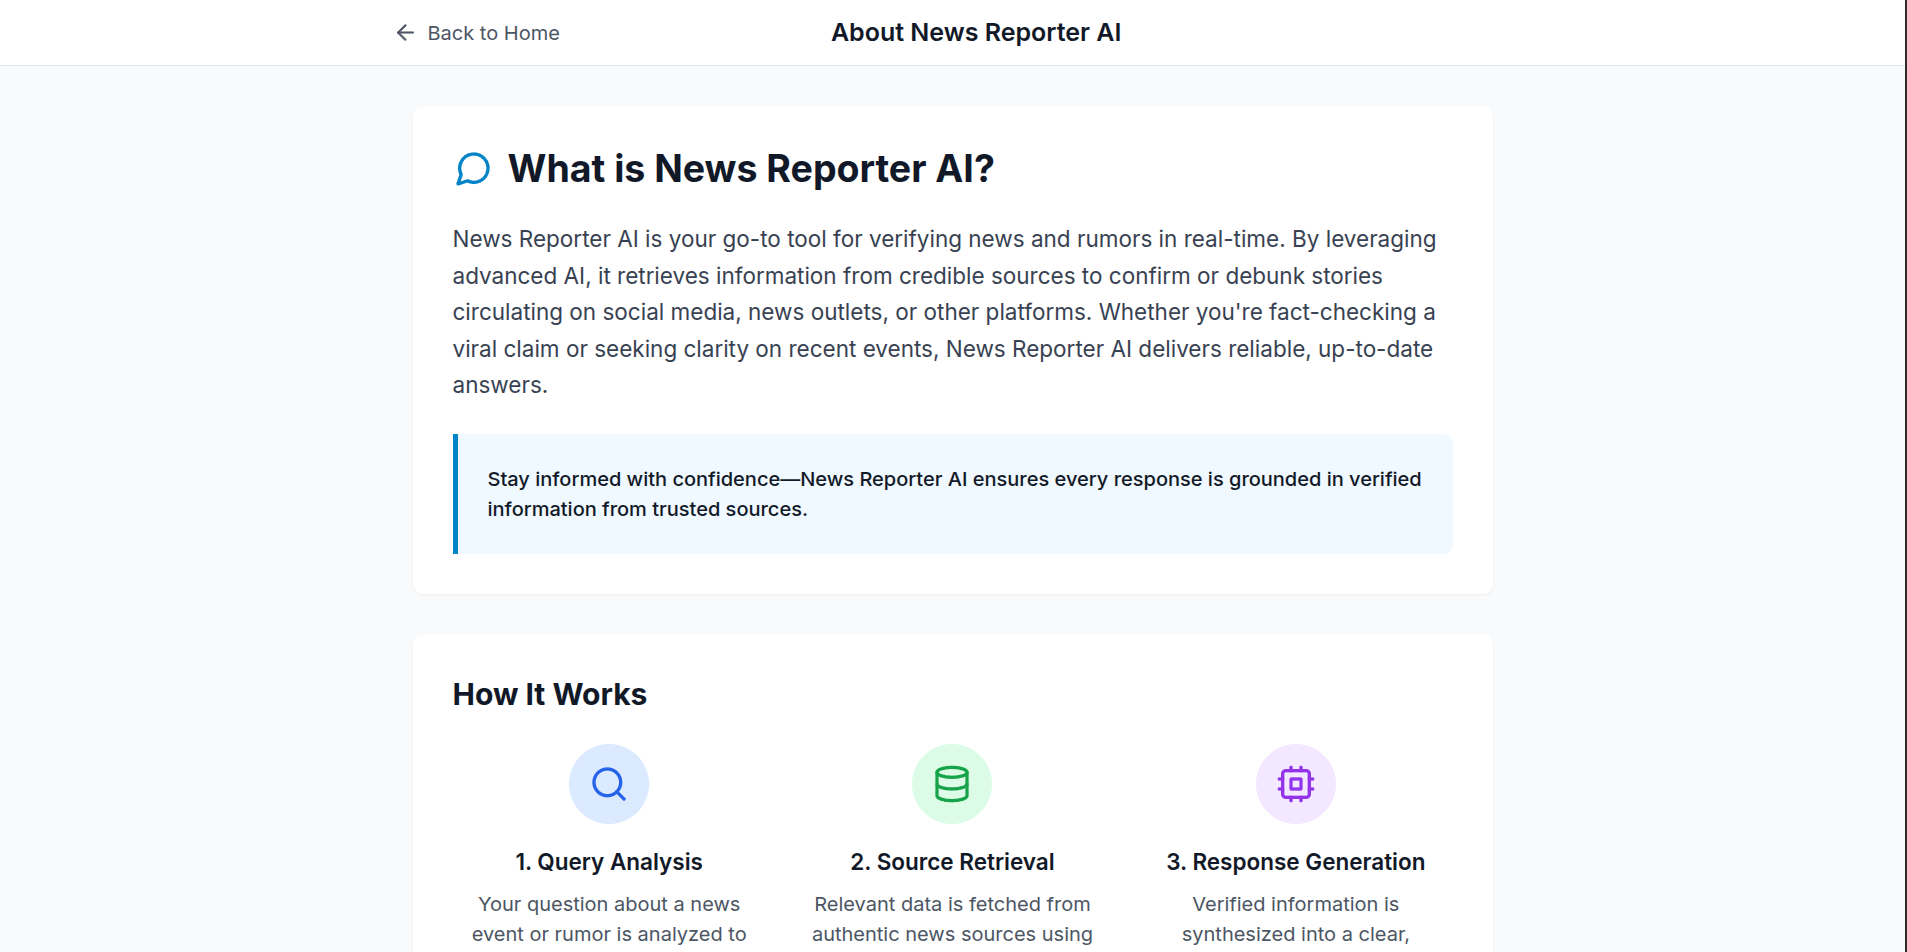 Back to Home
About News Reporter AI
What is News Reporter AI?
News Reporter AI is your go-to tool for verifying news and rumors in real-time. By leveraging
advanced AI, it retrieves information from credible sources to confirm or debunk stories
circulating on social media, news outlets, or other platforms. Whether you're fact-checking a
viral claim or seeking clarity on recent events, News Reporter AI delivers reliable, up-to-date
answers.
Stay informed with confidence—News Reporter AI ensures every response is grounded in verified
information from trusted sources.
How It Works
1. Query Analysis
Your question about a news
event or rumor is analyzed to
2. Source Retrieval
Relevant data is fetched from
authentic news sources using
3. Response Generation
Verified information is
synthesized into a clear,